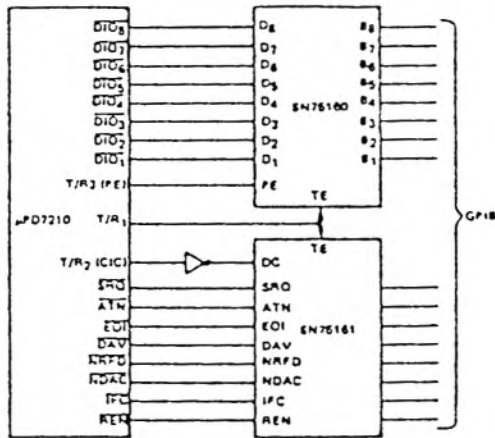 DIO8 D8 B8
DIO7 D7 B7
DIO6 D6 B6
DIO5 D5 B5
DIO4 D4 SN75160 B4
DIO3 D3 B3
DIO2 D2 B2
DIO1 D1 B1
T/R3 (PE) PE
TE
µPD7210 T/R1 GPIB
TE
T/R2 (CIC) DC
SRQ SRQ
ATN ATN
EOI EOI SN75161
DAV DAV
NRFD NRFD
NDAC NDAC
IFC IFC
REN REN